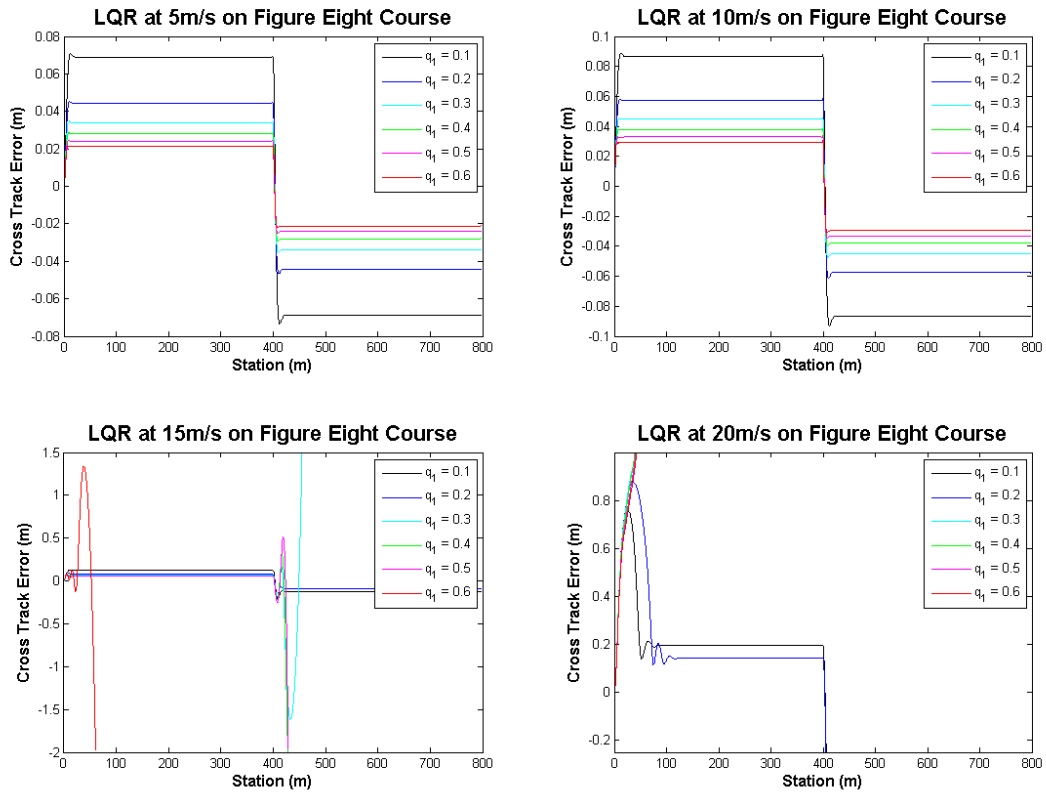 LQR at 5m/s on Figure Eight Course
0.08
0.06
0.04
0.02
0
-0.02
-0.04
-0.06
-0.08
Cross Track Error (m)
q1 = 0.1
q1 = 0.2
q1 = 0.3
q1 = 0.4
q1 = 0.5
q1 = 0.6
0 100 200 300 400 500 600 700 800
Station (m)
LQR at 10m/s on Figure Eight Course
0.1
0.08
0.06
0.04
0.02
0
-0.02
-0.04
-0.06
-0.08
-0.1
Cross Track Error (m)
q1 = 0.1
q1 = 0.2
q1 = 0.3
q1 = 0.4
q1 = 0.5
q1 = 0.6
0 100 200 300 400 500 600 700 800
Station (m)
LQR at 15m/s on Figure Eight Course
1.5
1
0.5
0
-0.5
-1
-1.5
-2
Cross Track Error (m)
q1 = 0.1
q1 = 0.2
q1 = 0.3
q1 = 0.4
q1 = 0.5
q1 = 0.6
0 100 200 300 400 500 600 700 800
Station (m)
LQR at 20m/s on Figure Eight Course
0.8
0.6
0.4
0.2
0
-0.2
Cross Track Error (m)
q1 = 0.1
q1 = 0.2
q1 = 0.3
q1 = 0.4
q1 = 0.5
q1 = 0.6
0 100 200 300 400 500 600 700 800
Station (m)